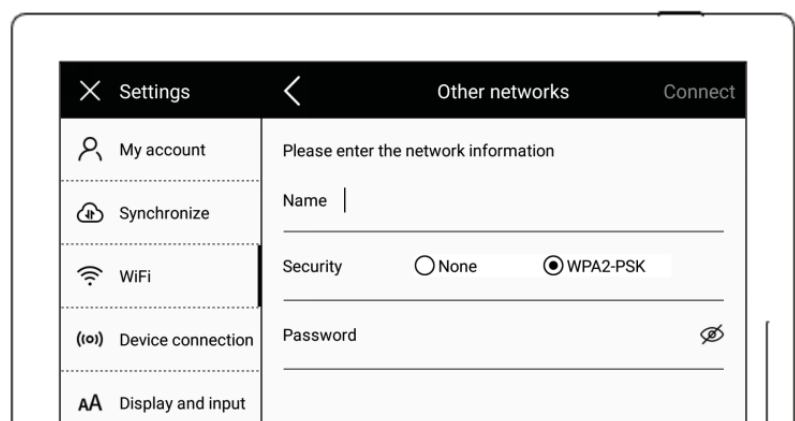 Settings
Other networks
Connect
My account
Synchronize
WiFi
Device connection
AA Display and input
Please enter the network information
Name
Security None WPA2-PSK
Password